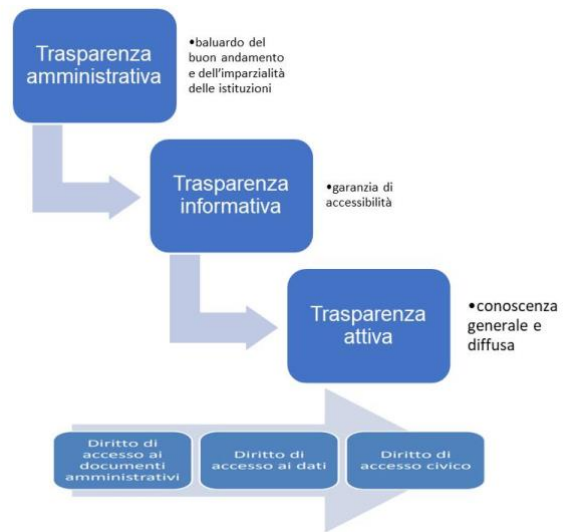 Trasparenza
amministrativa
•baluardo del
buon andamento
e dell'imparzialità
delle istituzioni
Trasparenza
informativa
•garanzia di
accessibilità
Trasparenza
attiva
•conoscenza
generale e
diffusa
Diritto di
accesso ai
documenti
amministrativi
Diritto di
accesso ai dati
Diritto di
accesso civico